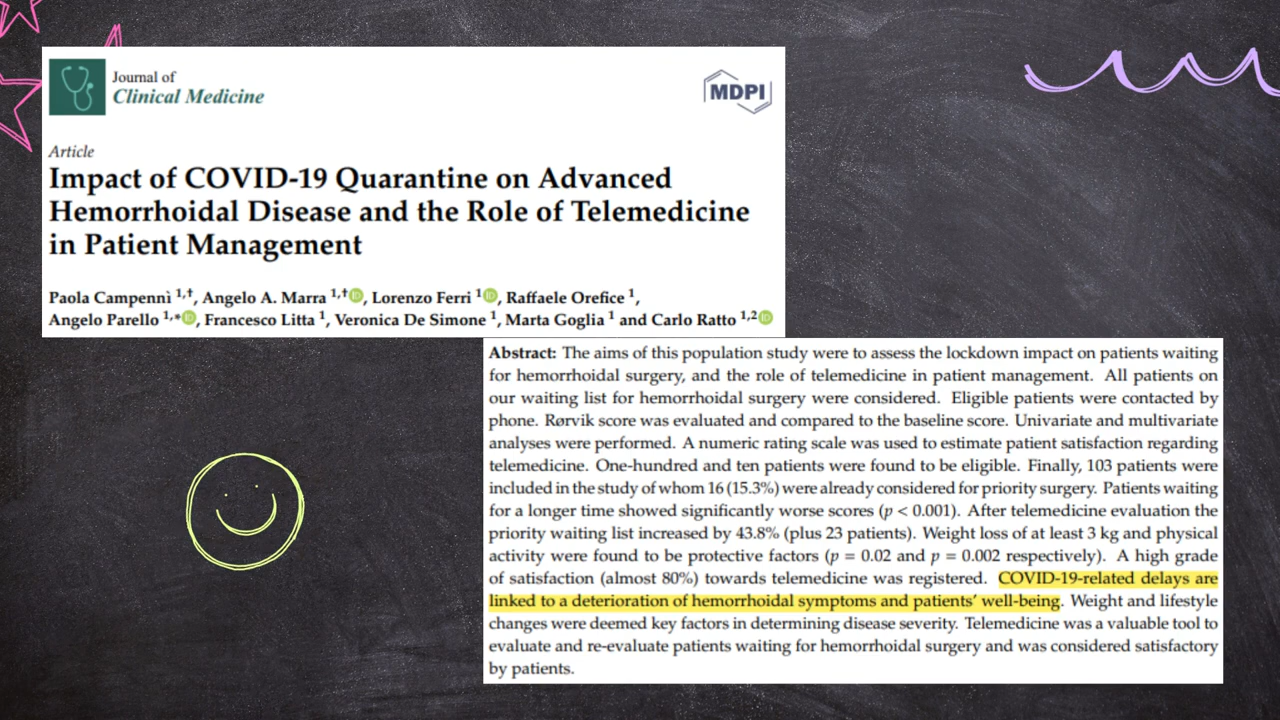 Journal of
Clinical Medicine
MDPI
Article
Impact of COVID-19 Quarantine on Advanced
Hemorrhoidal Disease and the Role of Telemedicine
in Patient Management
Paola Campennì 1,†, Angelo A. Marra 1,† iD, Lorenzo Ferri 1 iD, Raffaele Orefice 1,
Angelo Parello 1,* iD, Francesco Litta 1, Veronica De Simone 1, Marta Goglia 1 and Carlo Ratto 1,2 iD
Abstract: The aims of this population study were to assess the lockdown impact on patients waiting
for hemorrhoidal surgery, and the role of telemedicine in patient management. All patients on
our waiting list for hemorrhoidal surgery were considered. Eligible patients were contacted by
phone. Rørvik score was evaluated and compared to the baseline score. Univariate and multivariate
analyses were performed. A numeric rating scale was used to estimate patient satisfaction regarding
telemedicine. One-hundred and ten patients were found to be eligible. Finally, 103 patients were
included in the study of whom 16 (15.3%) were already considered for priority surgery. Patients waiting
for a longer time showed significantly worse scores (p < 0.001). After telemedicine evaluation the
priority waiting list increased by 43.8% (plus 23 patients). Weight loss of at least 3 kg and physical
activity were found to be protective factors (p = 0.02 and p = 0.002 respectively). A high grade
of satisfaction (almost 80%) towards telemedicine was registered. COVID-19-related delays are
linked to a deterioration of hemorrhoidal symptoms and patients' well-being. Weight and lifestyle
changes were deemed key factors in determining disease severity. Telemedicine was a valuable tool to
evaluate and re-evaluate patients waiting for hemorrhoidal surgery and was considered satisfactory
by patients.